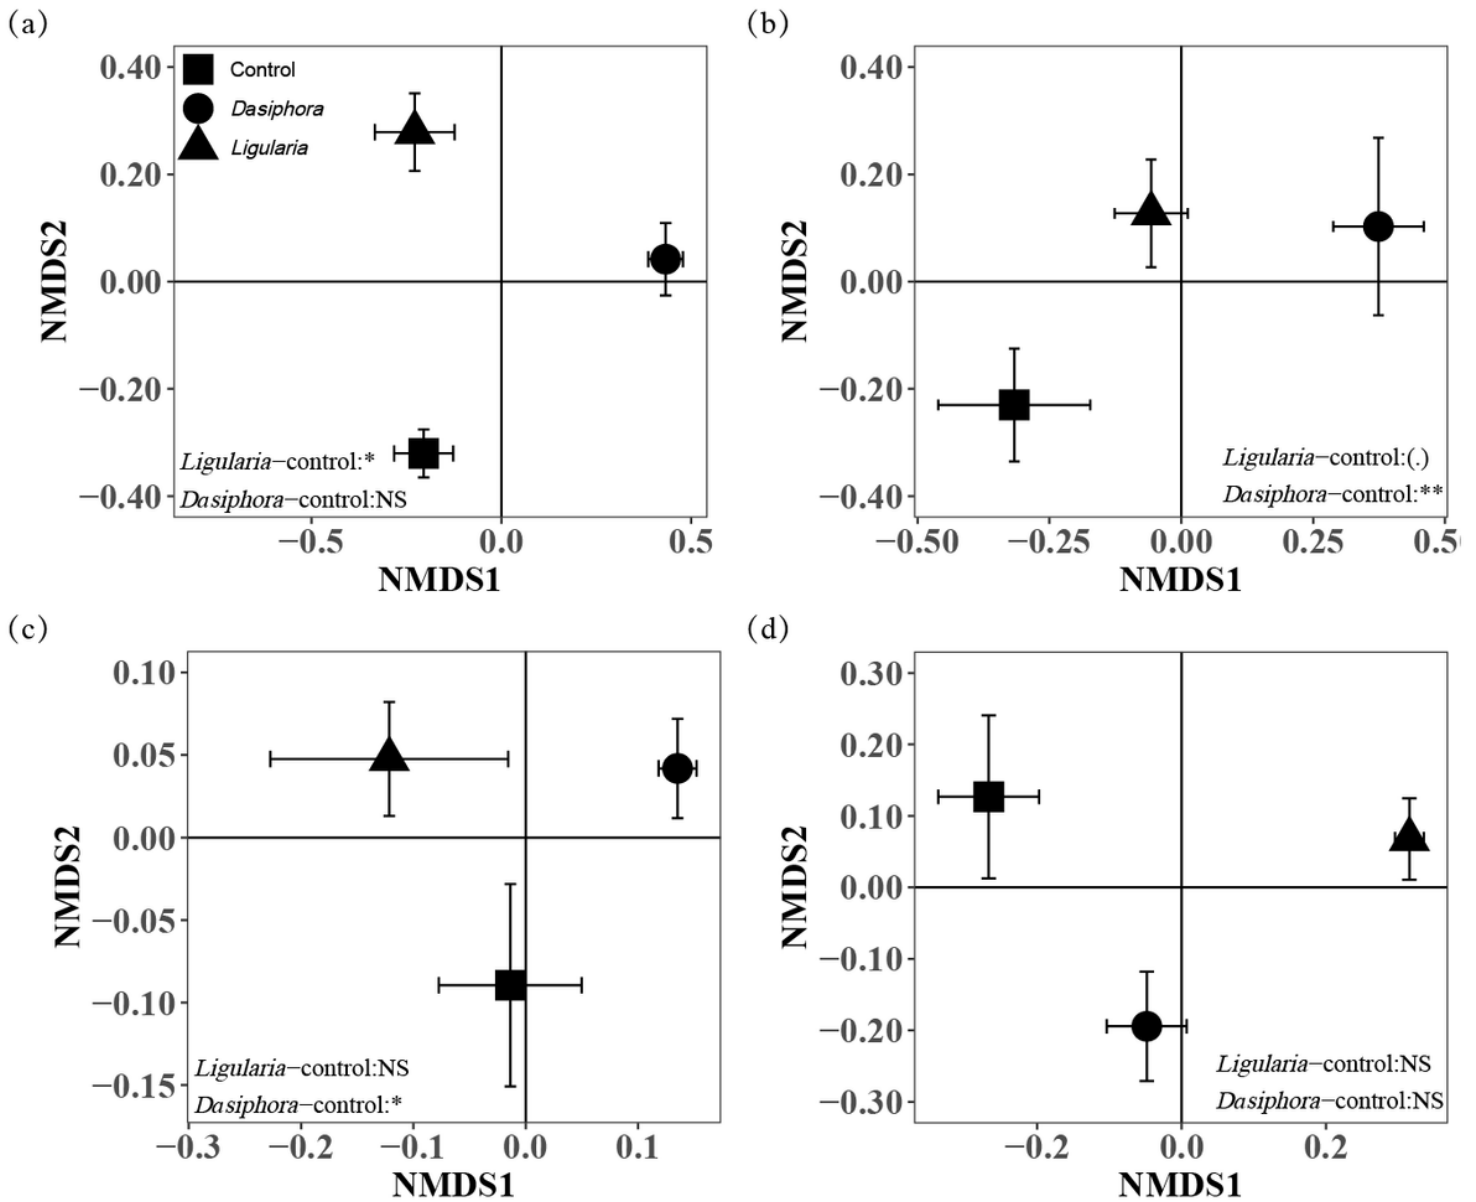 (a)
0.40
0.20
0.00
−0.20
−0.40
NMDS2
Control
Dasiphora
Ligularia
Ligularia−control:*
Dasiphora−control:NS
−0.5
0.0
0.5
NMDS1
(b)
0.40
0.20
0.00
−0.20
−0.40
NMDS2
Ligularia−control:(.)
Dasiphora−control:**
−0.50
−0.25
0.00
0.25
0.5
NMDS1
(c)
0.10
0.05
0.00
−0.05
−0.10
−0.15
NMDS2
Ligularia−control:NS
Dasiphora−control:*
−0.3
−0.2
−0.1
0.0
0.1
NMDS1
(d)
0.30
0.20
0.10
0.00
−0.10
−0.20
−0.30
NMDS2
Ligularia−control:NS
Dasiphora−control:NS
−0.2
0.0
0.2
NMDS1